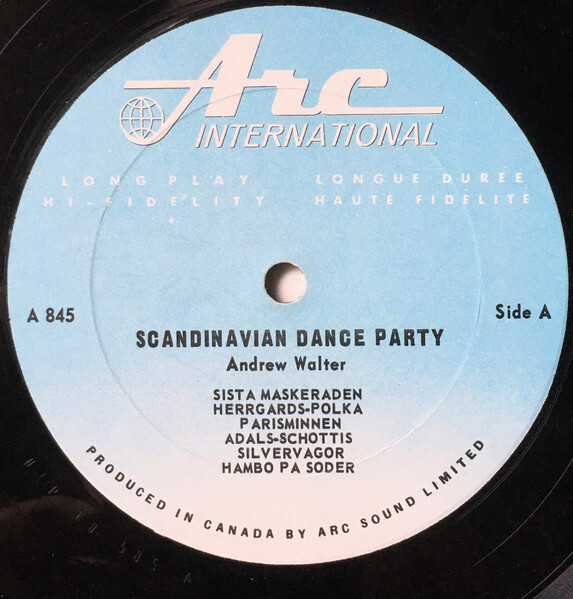 Arc
INTERNATIONAL
LONG PLAY LONGUE DUREE
HI-FIDELITY HAUTE FIDELITE
A 845
Side A
SCANDINAVIAN DANCE PARTY
Andrew Walter
SISTA MASKERADEN
HERRGARDS-POLKA
PARISMINNEN
ADALS-SCHOTTIS
SILVERVAGOR
HAMBO PA SODER
PRODUCED IN CANADA BY ARC SOUND LIMITED